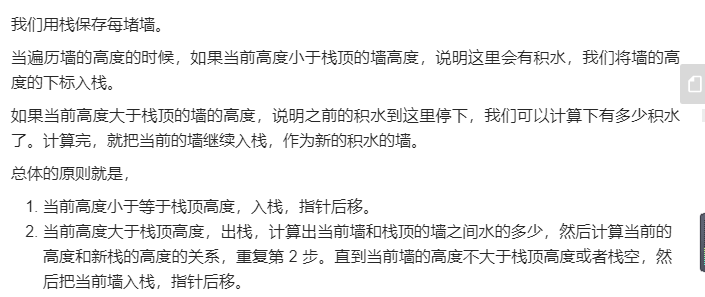 我们用栈保存每堵墙。
当遍历墙的高度的时候，如果当前高度小于栈顶的墙高度，说明这里会有积水，我们将墙的高
度的下标入栈。
如果当前高度大于栈顶的墙的高度，说明之前的积水到这里停下，我们可以计算下有多少积水
了。计算完，就把当前的墙继续入栈，作为新的积水的墙。
总体的原则就是，
1. 当前高度小于等于栈顶高度，入栈，指针后移。
2. 当前高度大于栈顶高度，出栈，计算出当前墙和栈顶的墙之间水的多少，然后计算当前的
高度和新栈的高度的关系，重复第 2 步。直到当前墙的高度不大于栈顶高度或者栈空，然
后把当前墙入栈，指针后移。